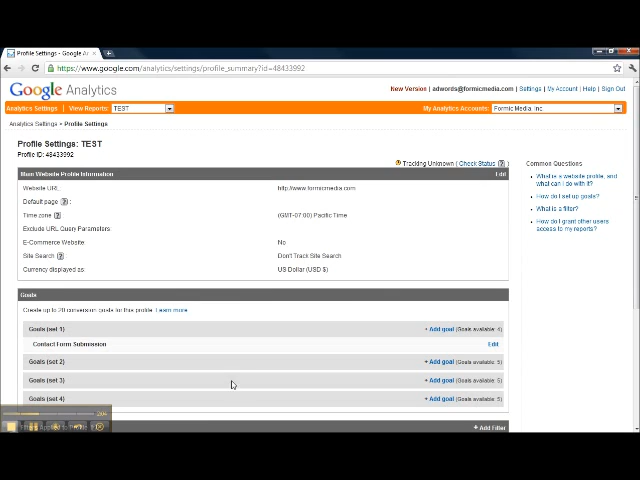 Profile Settings - Google An
https://www.google.com/analytics/settings/profile_summary?id=48433992
Google Analytics
New Version | adwords@formicmedia.com | Settings | My Account | Help | Sign Out
Analytics Settings | View Reports: TEST
My Analytics Accounts: Formic Media, Inc.
Analytics Settings > Profile Settings
Profile Settings: TEST
Profile ID: 48433992
Tracking Unknown ( Check Status ? )
Main Website Profile Information Edit
Website URL: http://www.formicmedia.com
Default page ? :
Time zone ? (GMT-07:00) Pacific Time
Exclude URL Query Parameters:
E-Commerce Website: No
Site Search ? Don't Track Site Search
Currency displayed as: US Dollar (USD $)
Common Questions
What is a website profile, and
what can I do with it?
How do I set up goals?
What is a filter?
How do I grant other users
access to my reports?
Goals
Create up to 20 conversion goals for this profile. Learn more.
Goals (set 1) + Add goal (Goals available: 4)
Contact Form Submission Edit
Goals (set 2) + Add goal (Goals available: 5)
Goals (set 3) + Add goal (Goals available: 5)
Goals (set 4) + Add goal (Goals available: 5)
+ Add Filter